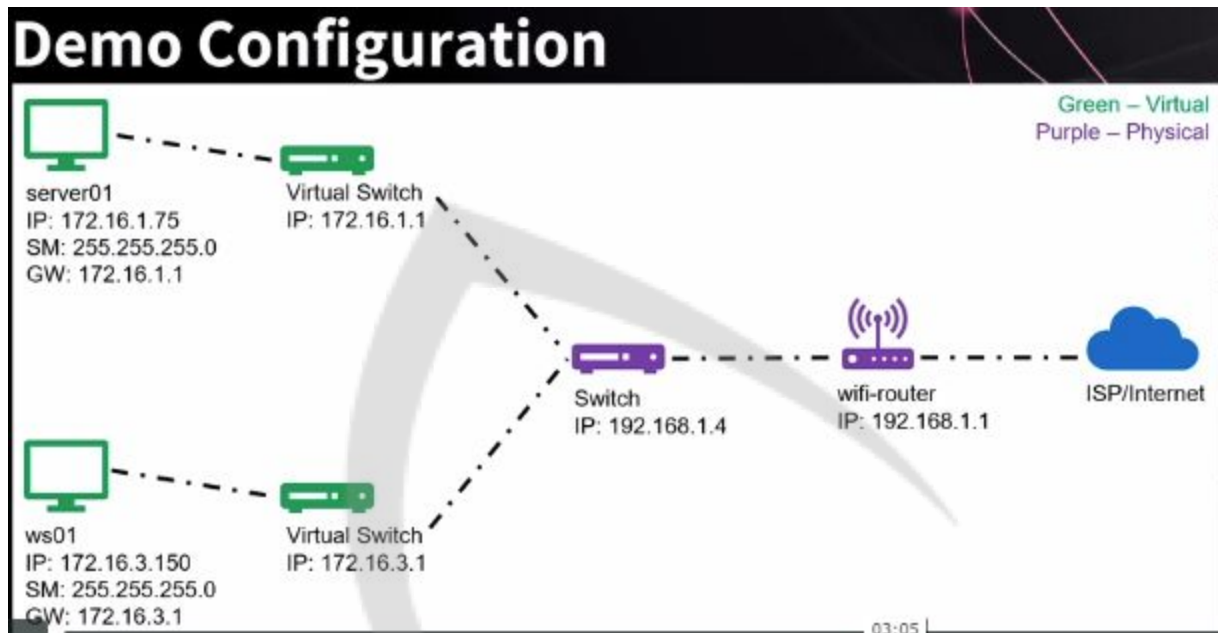 Demo Configuration
Green – Virtual
Purple – Physical
server01
IP: 172.16.1.75
SM: 255.255.255.0
GW: 172.16.1.1
Virtual Switch
IP: 172.16.1.1
Switch
IP: 192.168.1.4
wifi-router
IP: 192.168.1.1
ISP/Internet
ws01
IP: 172.16.3.150
SM: 255.255.255.0
GW: 172.16.3.1
Virtual Switch
IP: 172.16.3.1
03:05